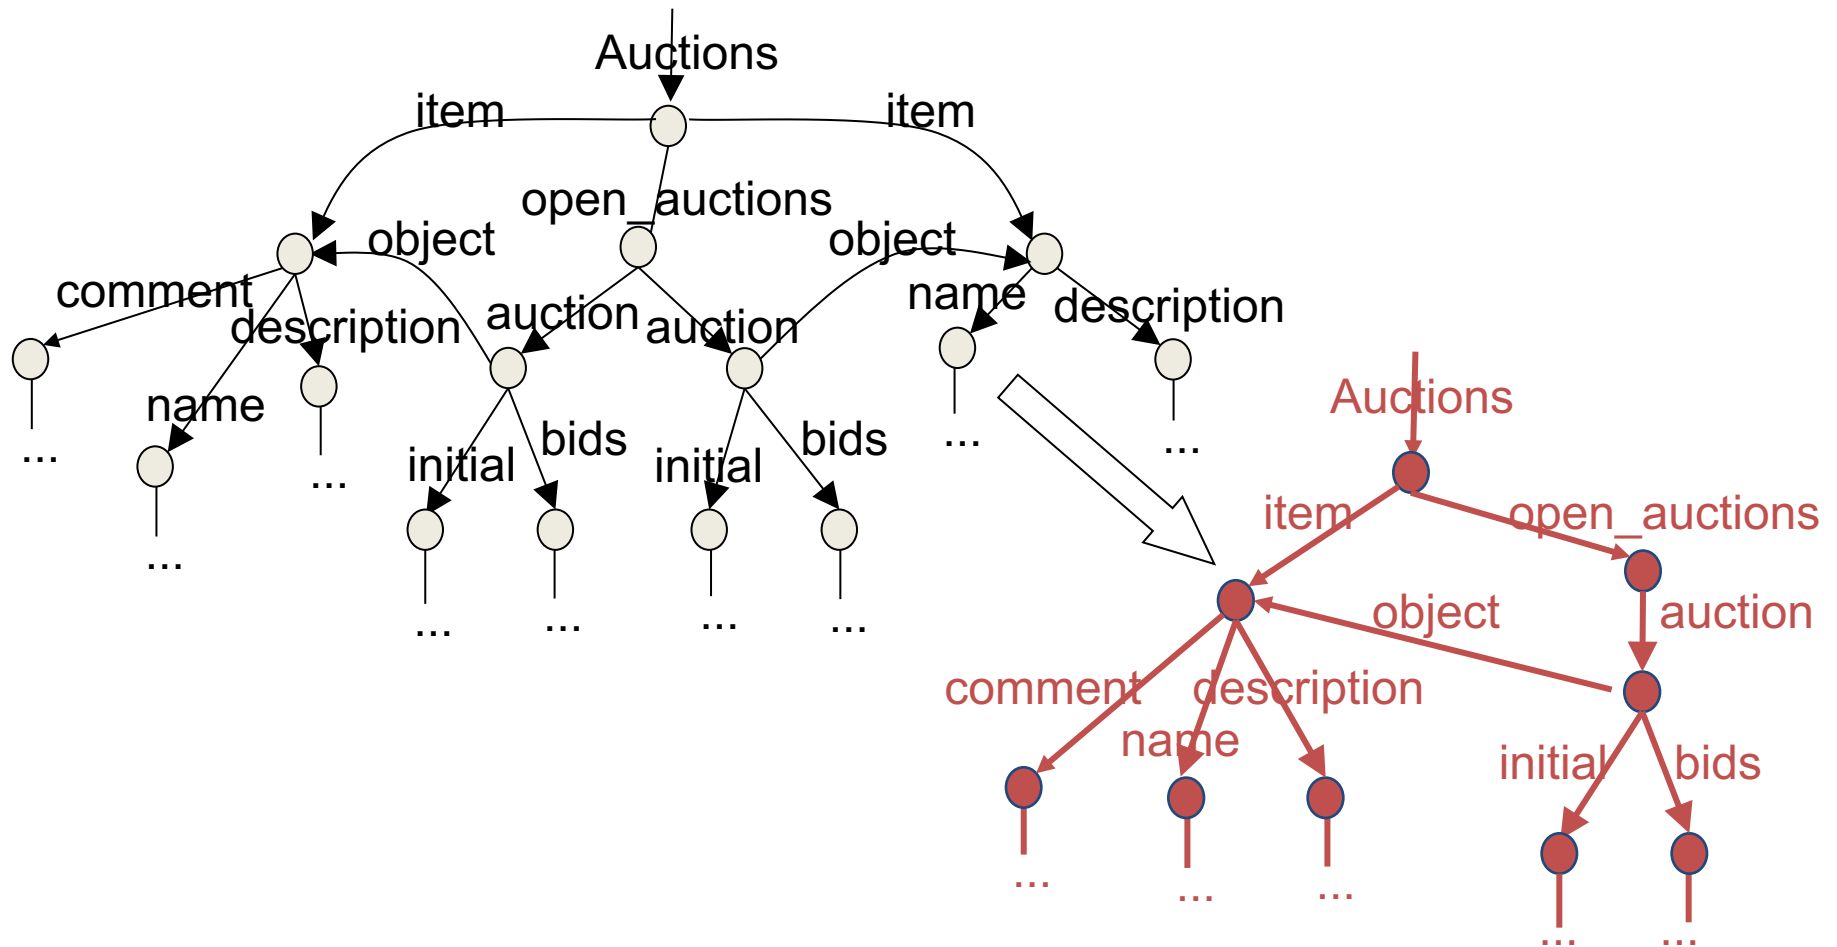 Auctions
item
item
open_auctions
object
object
comment
name
description
description
auction
auction
name
bids
bids
initial
initial
...
...
...
...
...
...
...
...
...
...
Auctions
item
open_auctions
object
auction
comment
description
name
initial
bids
...
...
...
...
...